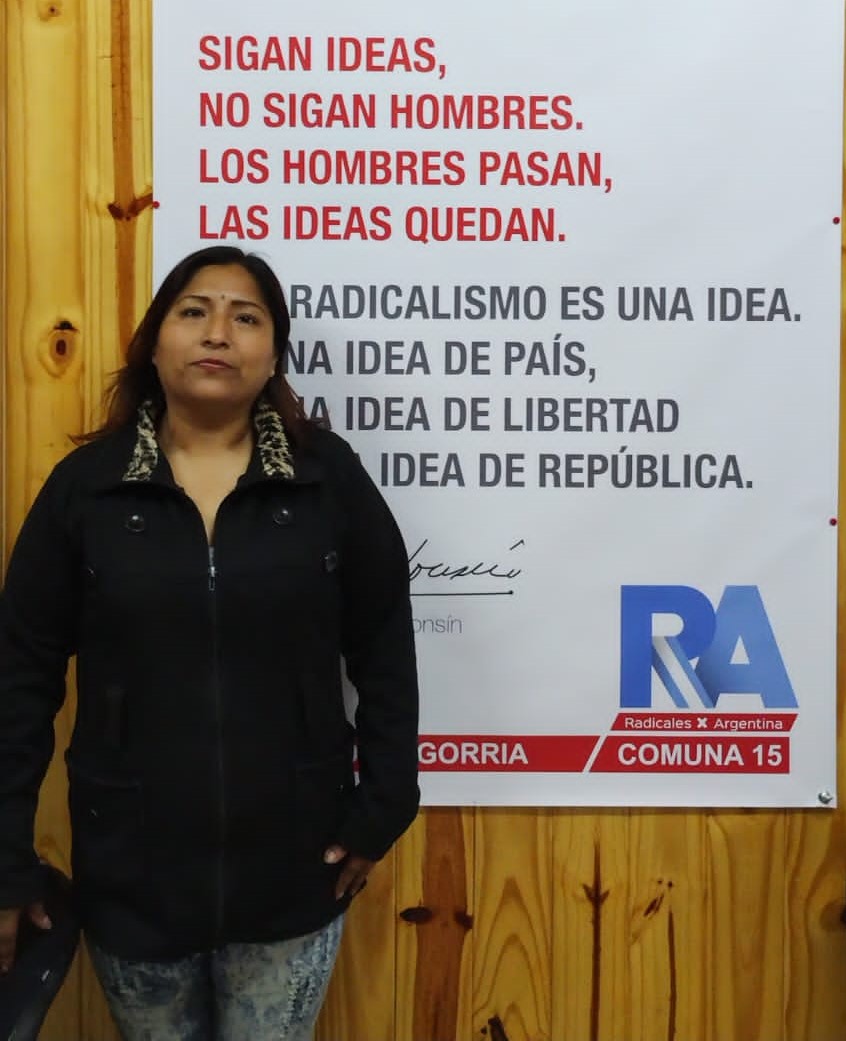 SIGAN IDEAS,
NO SIGAN HOMBRES.
LOS HOMBRES PASAN,
LAS IDEAS QUEDAN.
RADICALISMO ES UNA IDEA.
NA IDEA DE PAÍS,
A IDEA DE LIBERTAD
IDEA DE REPÚBLICA.
onsín
RA
Radicales X Argentina
GORRIA
COMUNA 15